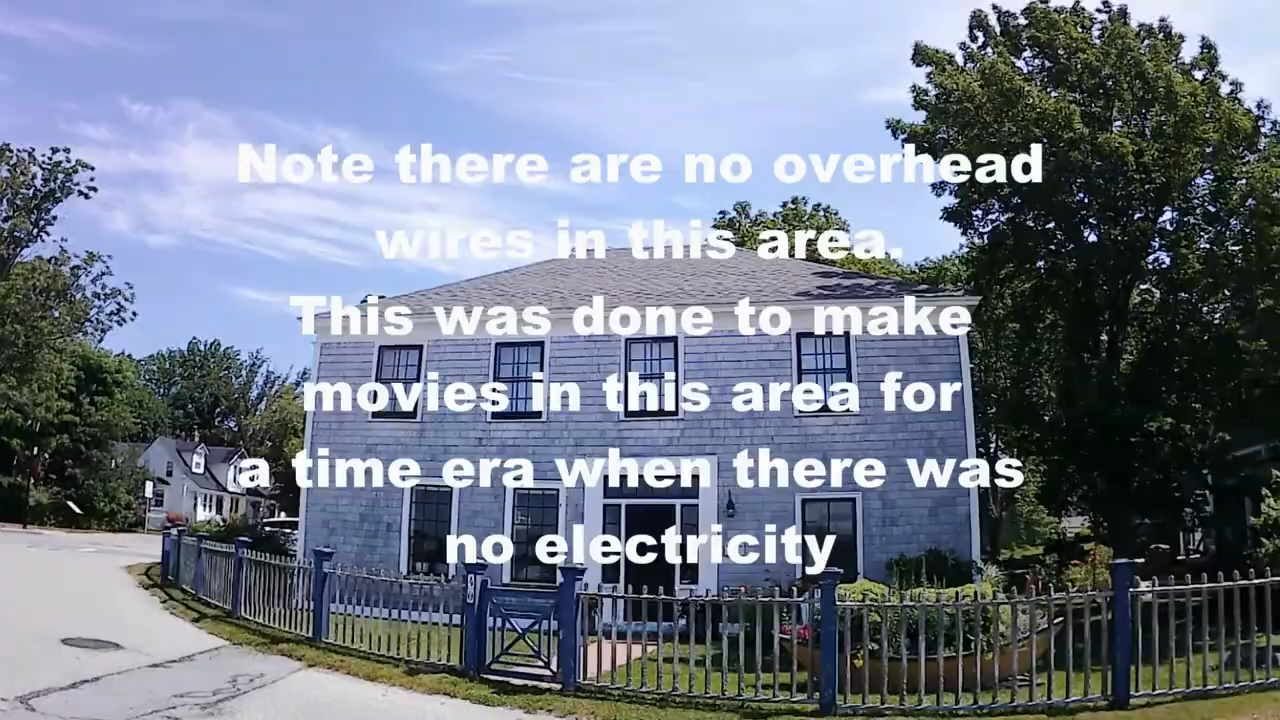 Note there are no overhead
wires in this area.
This was done to make
movies in this area for
a time era when there was
no electricity